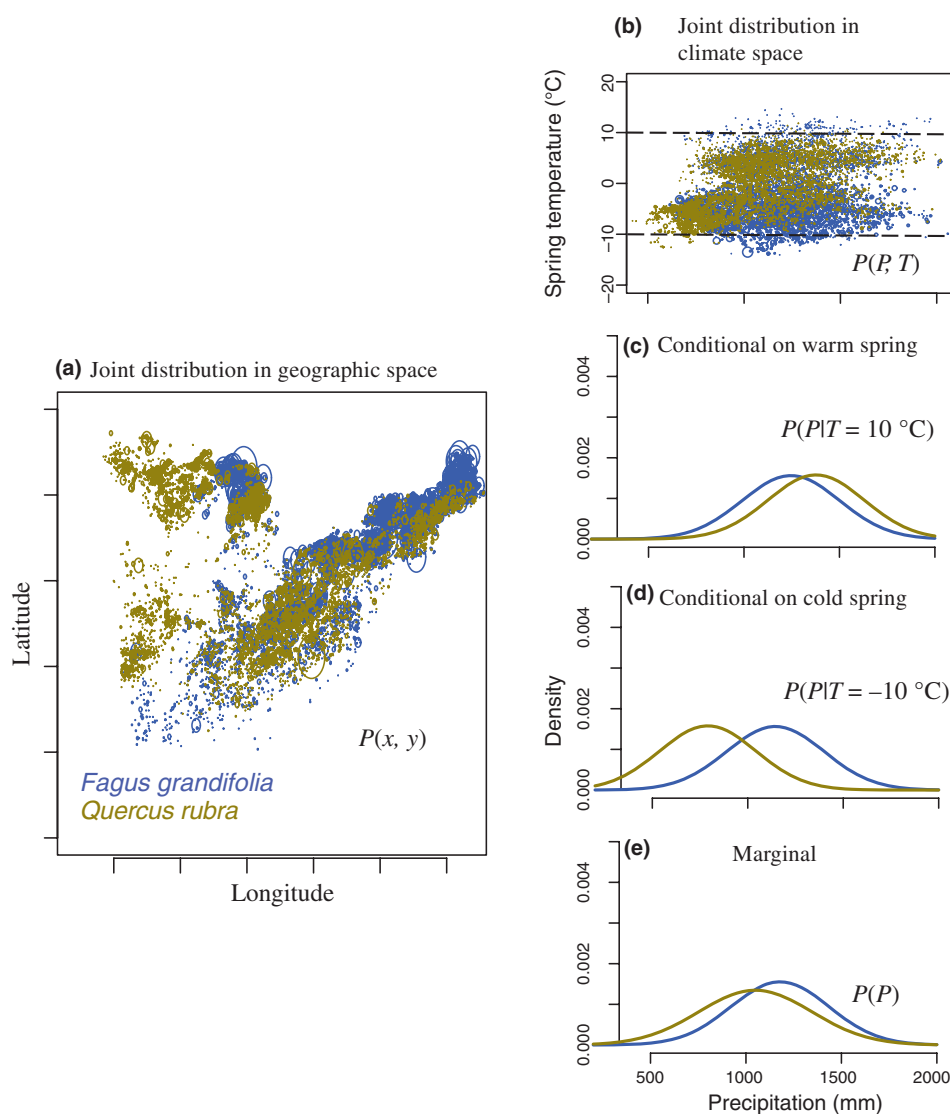 (b) Joint distribution in
climate space
Spring temperature (°C)
20
10
0
−10
−20
P(P, T)
(a) Joint distribution in geographic space
Latitude
P(x, y)
Fagus grandifolia
Quercus rubra
Longitude
(c) Conditional on warm spring
0.004
0.002
0.000
P(P|T = 10 °C)
(d) Conditional on cold spring
Density
0.004
0.002
0.000
P(P|T = –10 °C)
(e) Marginal
0.004
0.002
0.000
P(P)
500 1000 1500 2000
Precipitation (mm)